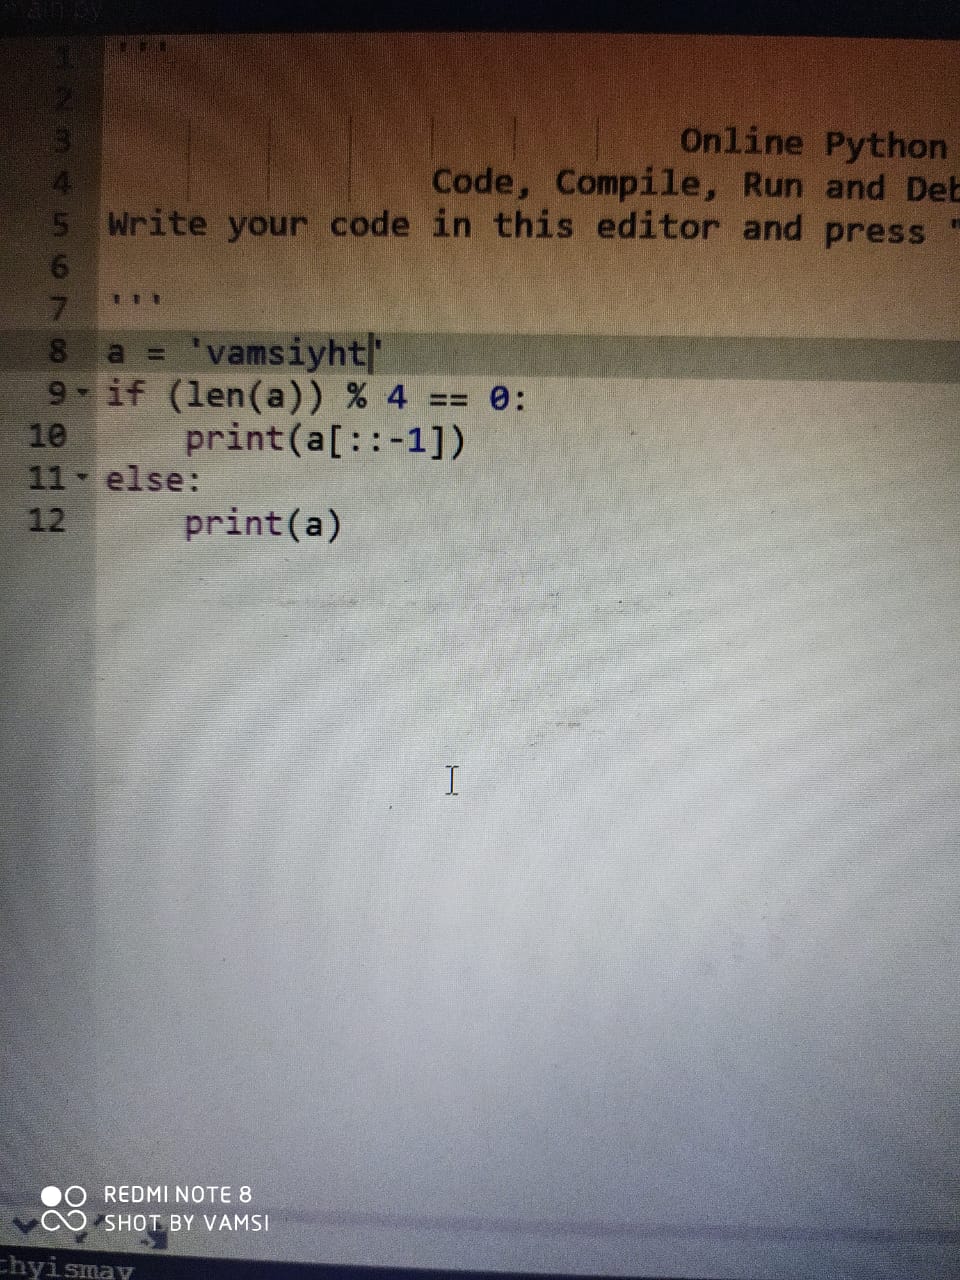 main.py
1 '''
2
3 Online Python
4 Code, Compile, Run and Deb
5 Write your code in this editor and press "
6
7 '''
8 a = 'vamsiyht'
9 if (len(a)) % 4 == 0:
10 print(a[::-1])
11 else:
12 print(a)
REDMI NOTE 8
SHOT BY VAMSI
thyismav